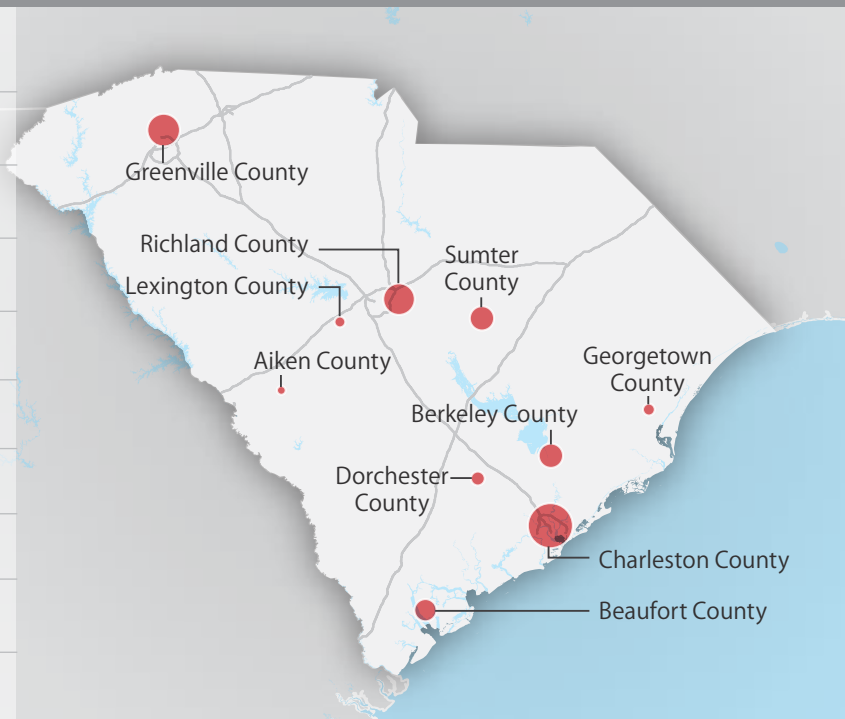 Greenville County
Richland County
Sumter
County
Lexington County
Aiken County
Georgetown
County
Berkeley County
Dorchester
County
Charleston County
Beaufort County